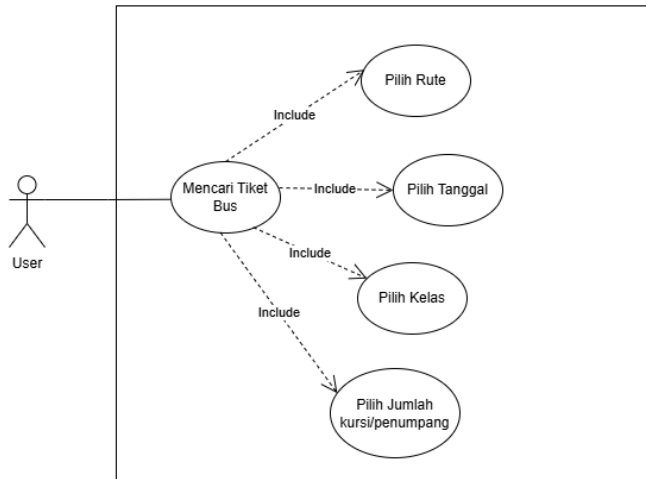 Pilih Rute
Include
Mencari Tiket
Bus
Include
Pilih Tanggal
User
Include
Pilih Kelas
Include
Pilih Jumlah
kursi/penumpang